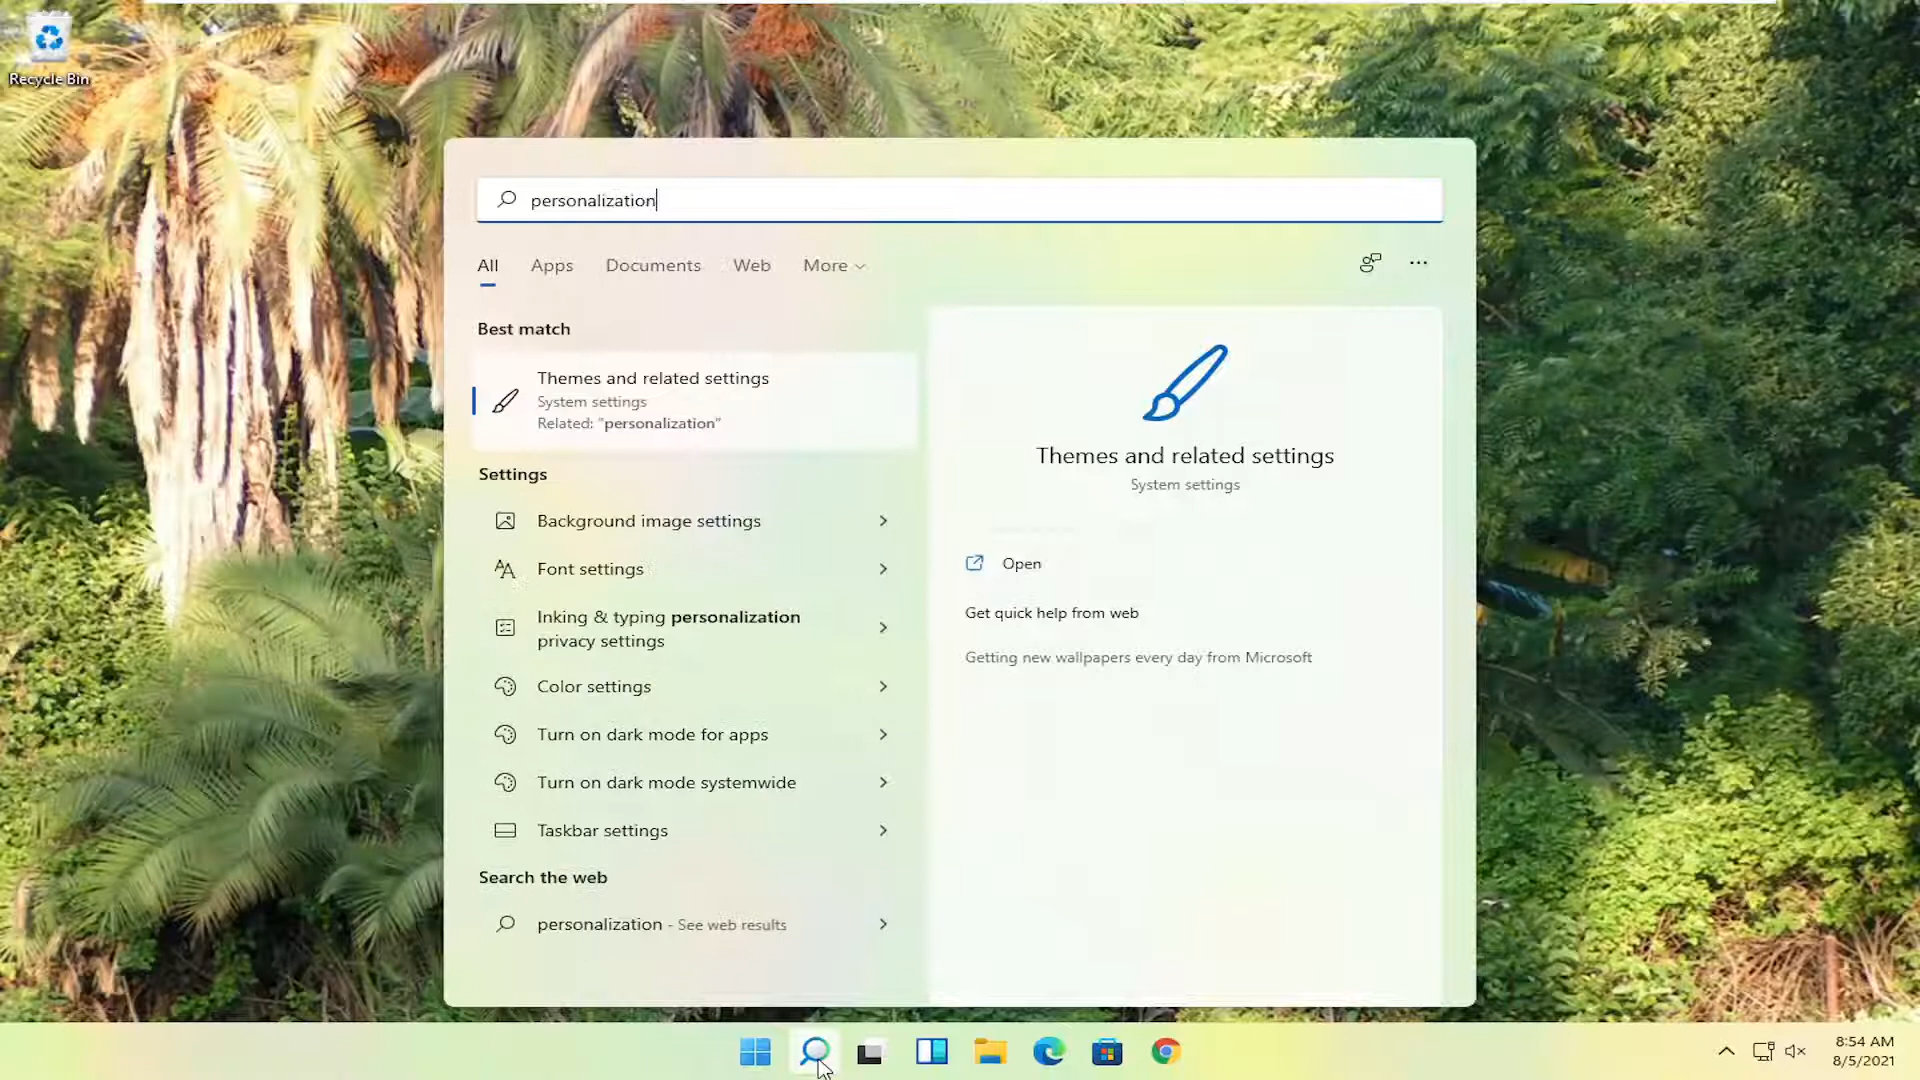 Recycle Bin
personalization
All Apps Documents Web More
Best match
Themes and related settings
System settings
Related: "personalization"
Settings
Background image settings
Font settings
Inking & typing personalization
privacy settings
Color settings
Turn on dark mode for apps
Turn on dark mode systemwide
Taskbar settings
Search the web
personalization - See web results
Themes and related settings
System settings
Open
Get quick help from web
Getting new wallpapers every day from Microsoft
8:54 AM
8/5/2021